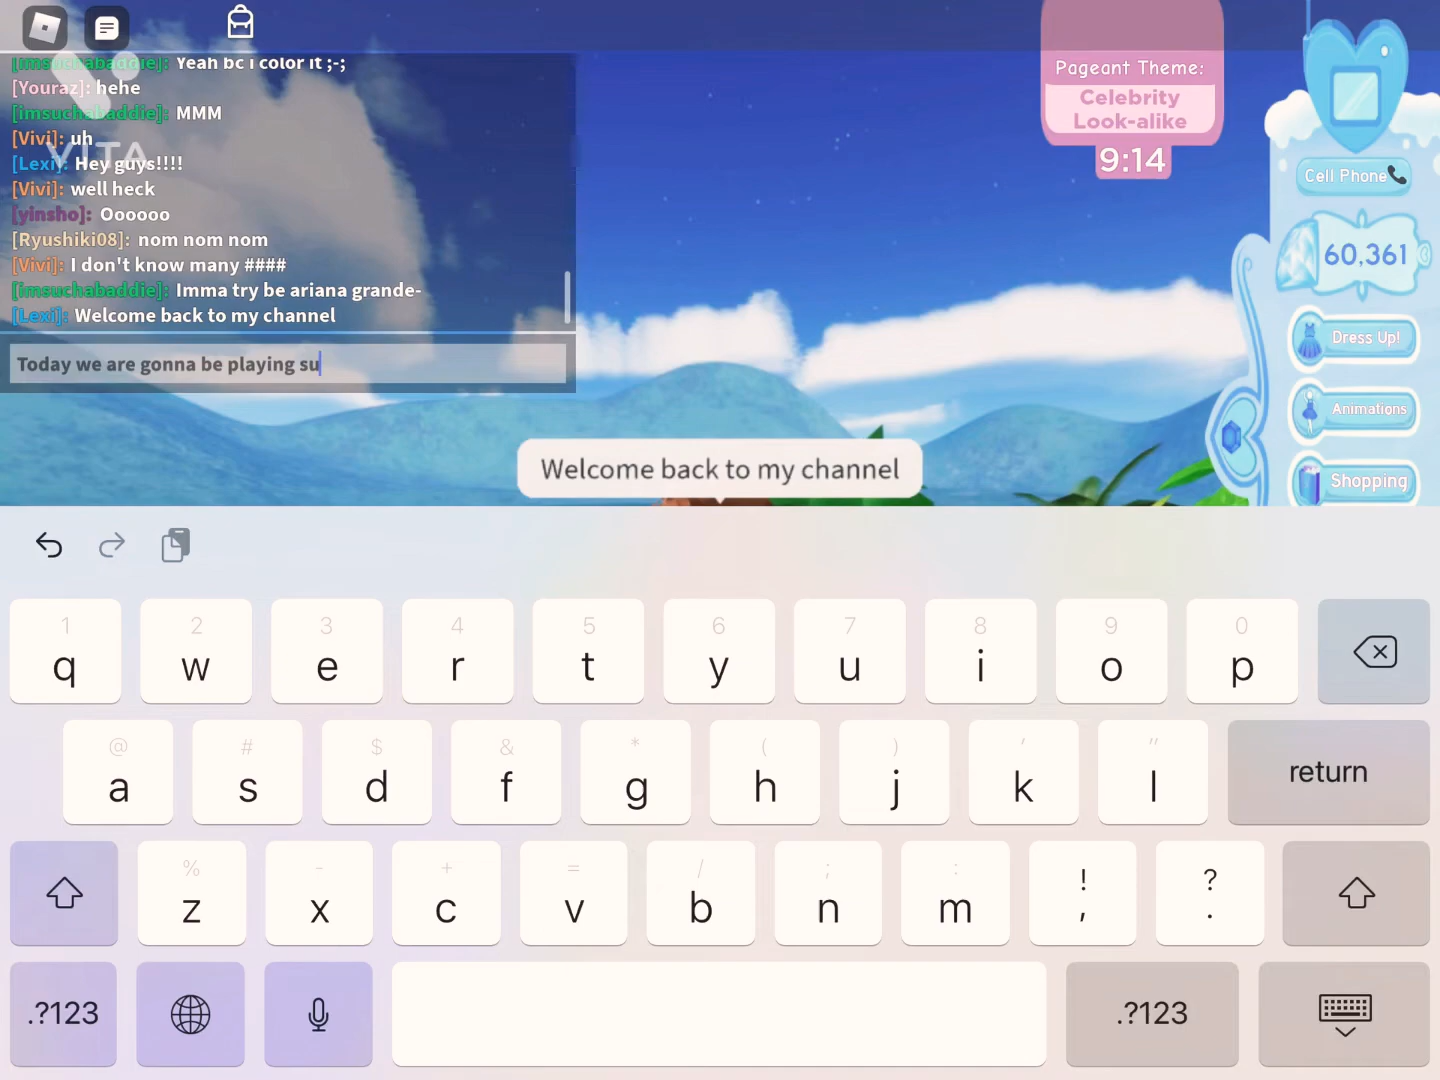 [imsuchabaddie]: Yeah bc i color it ;-;
[Youraz]: hehe
[imsuchabaddie]: MMM
[Vivi]: uh
[Lexi]: Hey guys!!!!
[Vivi]: well heck
[yinsho]: Oooooo
[Ryushiki08]: nom nom nom
[Vivi]: I don't know many ####
[imsuchabaddie]: Imma try be ariana grande-
[Lexi]: Welcome back to my channel
VITA
Today we are gonna be playing su
Pageant Theme:
Celebrity
Look-alike
9:14
Cell Phone
60,361
Dress Up!
Animations
Shopping
Welcome back to my channel
1 2 3 4 5 6 7 8 9 0
q w e r t y u i o p
@ # $ & * ( ) ' "
a s d f g h j k l return
% - + = / ; : ! ?
z x c v b n m , .
.?123 .?123